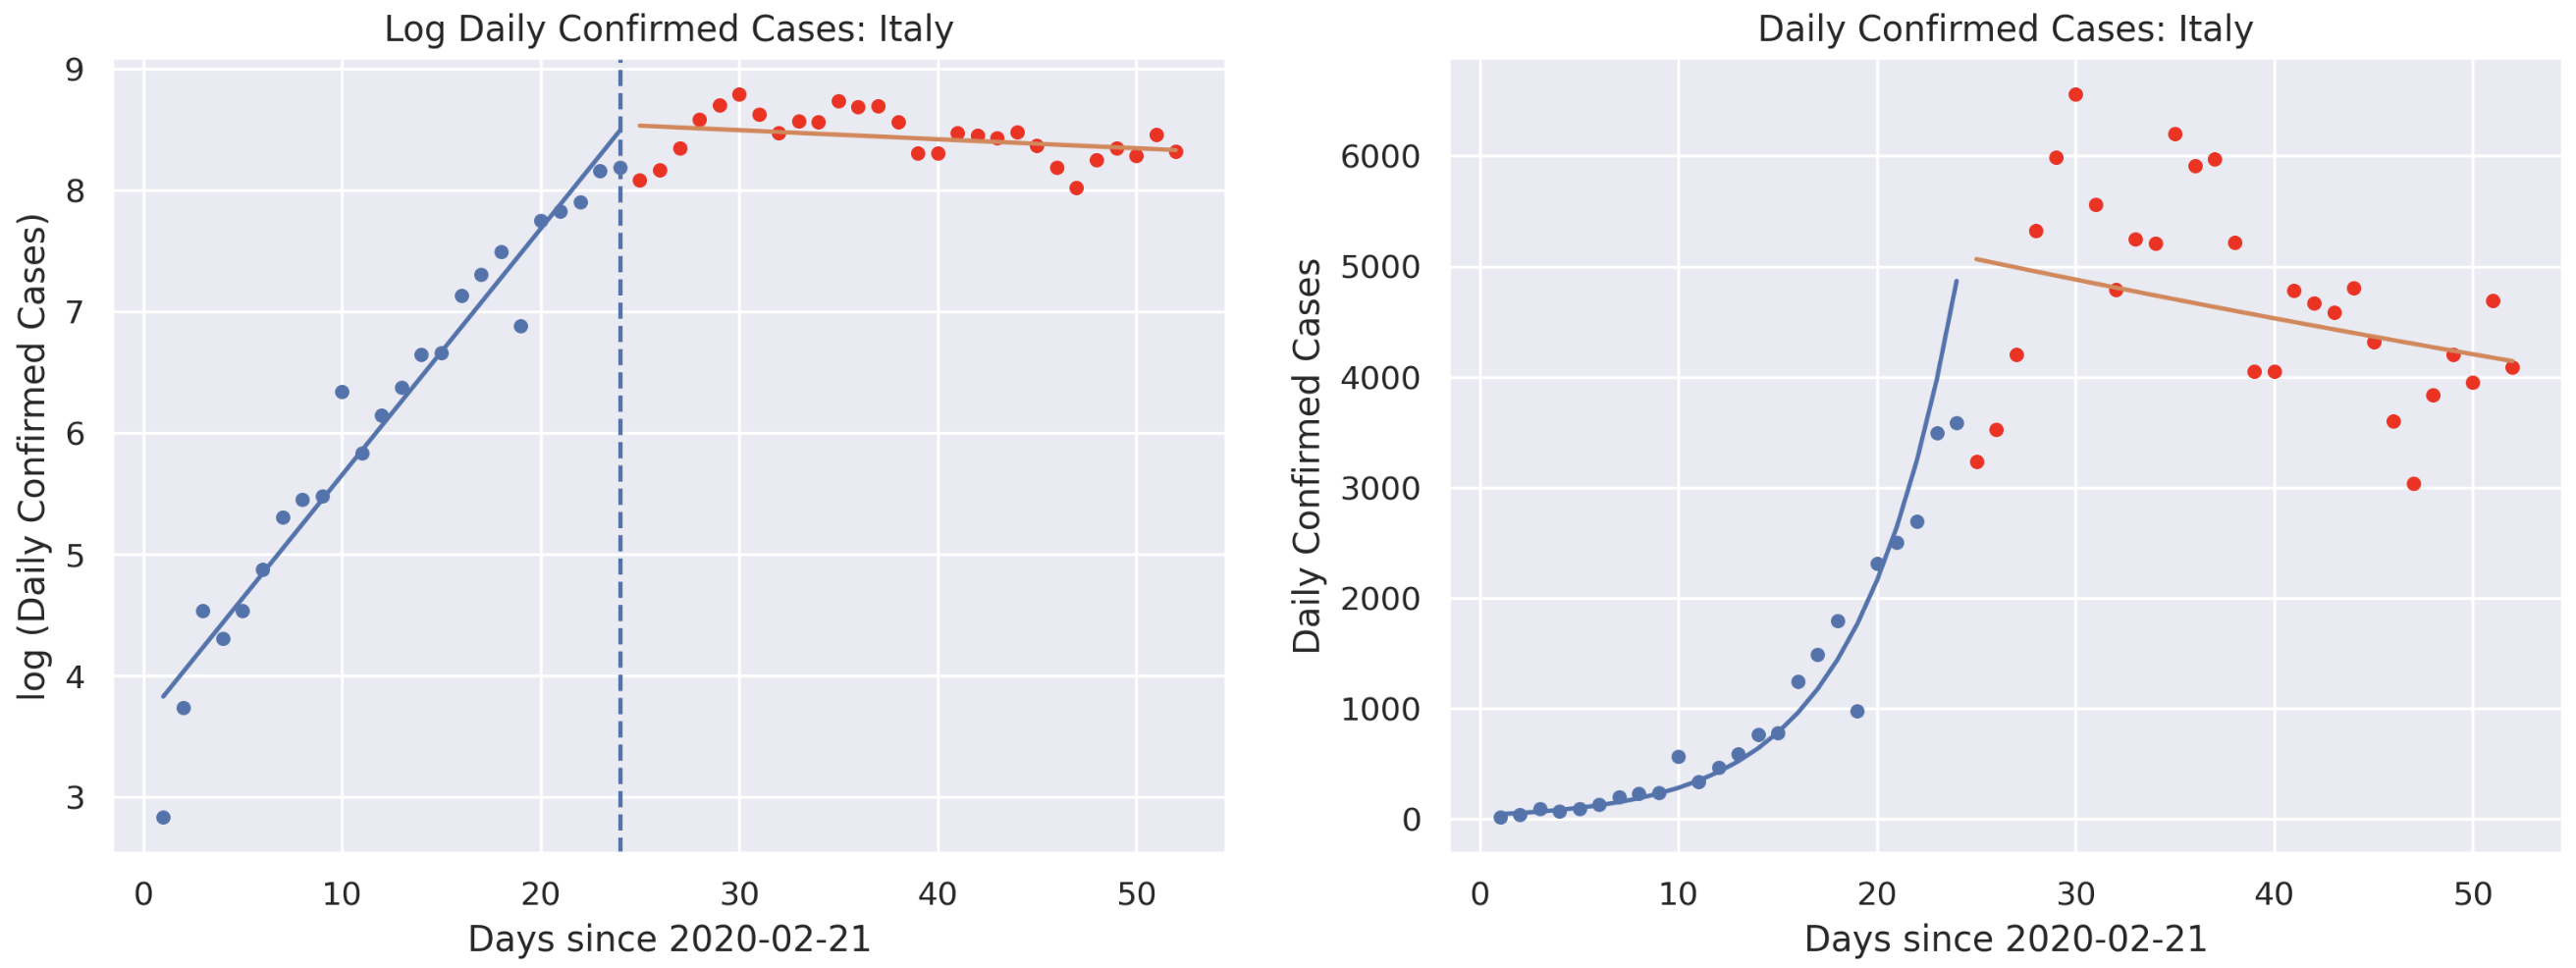 Log Daily Confirmed Cases: Italy
log (Daily Confirmed Cases)
9
8
7
6
5
4
3
0 10 20 30 40 50
Days since 2020-02-21
Daily Confirmed Cases: Italy
Daily Confirmed Cases
6000
5000
4000
3000
2000
1000
0
0 10 20 30 40 50
Days since 2020-02-21